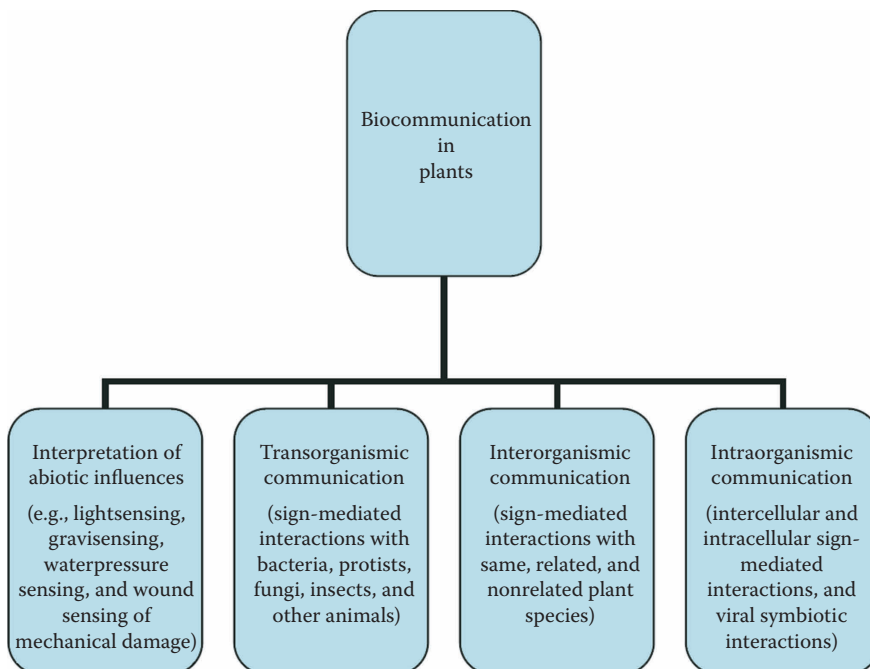 Biocommunication
in
plants
Interpretation of
abiotic influences
(e.g., lightsensing,
gravisensing,
waterpressure
sensing, and wound
sensing of
mechanical damage)
Transorganismic
communication
(sign-mediated
interactions with
bacteria, protists,
fungi, insects, and
other animals)
Interorganismic
communication
(sign-mediated
interactions with
same, related, and
nonrelated plant
species)
Intraorganismic
communication
(intercellular and
intracellular sign-
mediated
interactions, and
viral symbiotic
interactions)